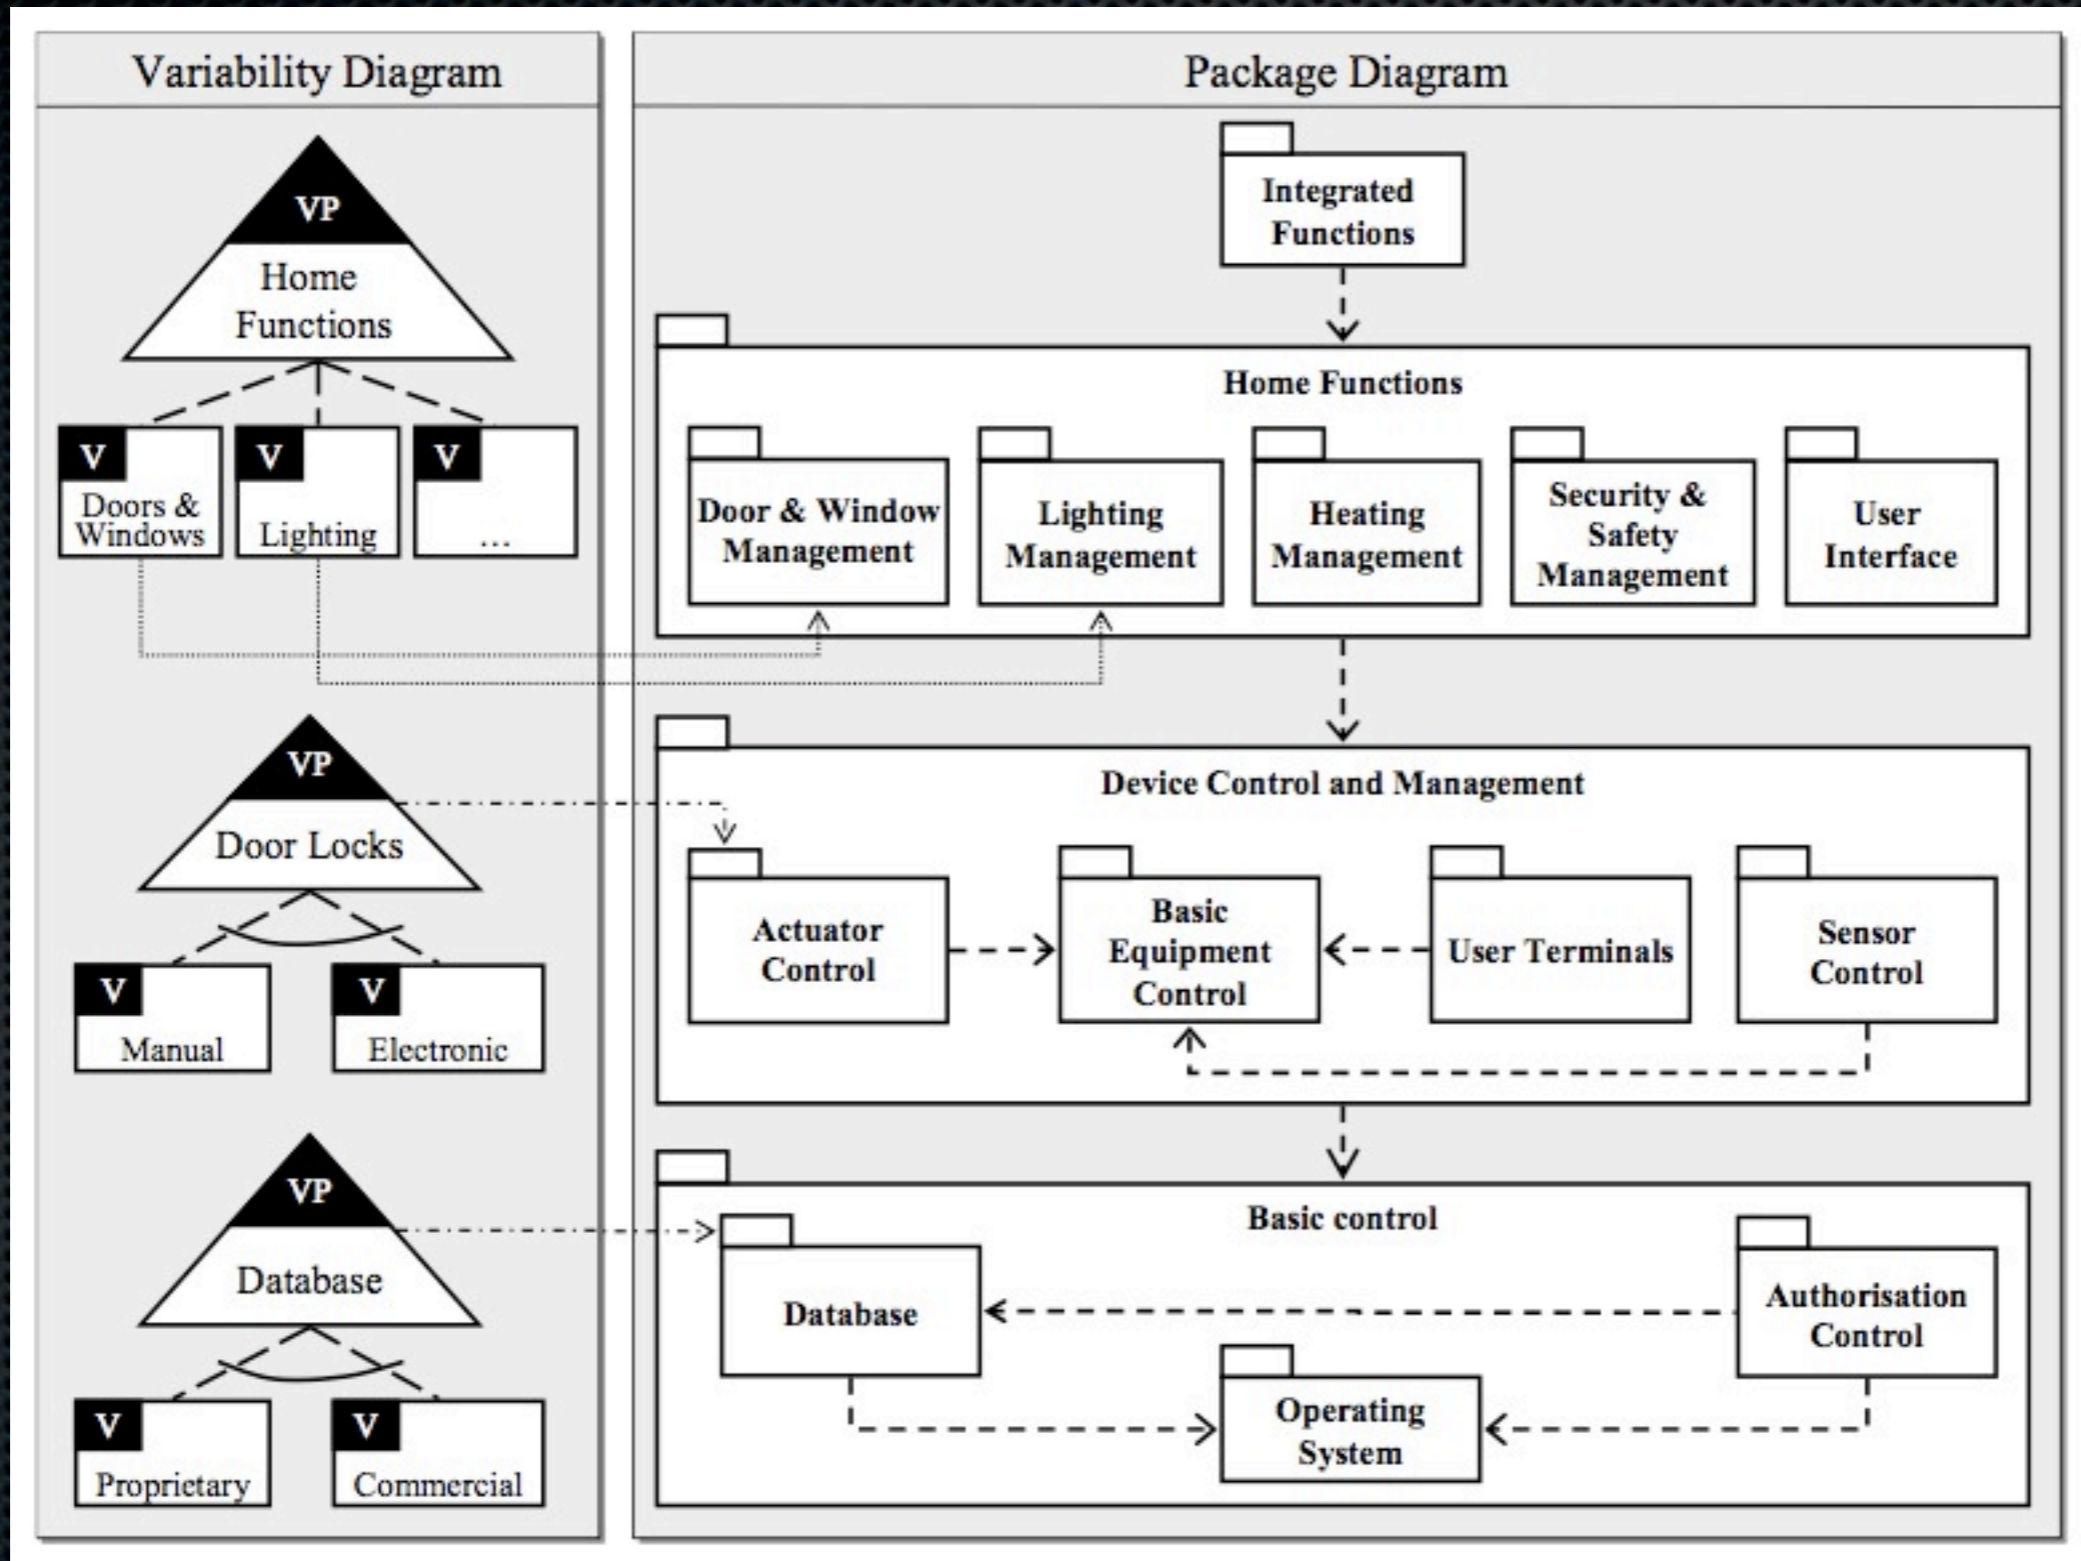 Variability Diagram
VP
Home
Functions
V
Doors &
Windows
V
Lighting
V
...
VP
Door Locks
V
Manual
V
Electronic
VP
Database
V
Proprietary
V
Commercial
Package Diagram
Integrated
Functions
Home Functions
Door & Window
Management
Lighting
Management
Heating
Management
Security &
Safety
Management
User
Interface
Device Control and Management
Actuator
Control
Basic
Equipment
Control
User Terminals
Sensor
Control
Basic control
Database
Authorisation
Control
Operating
System